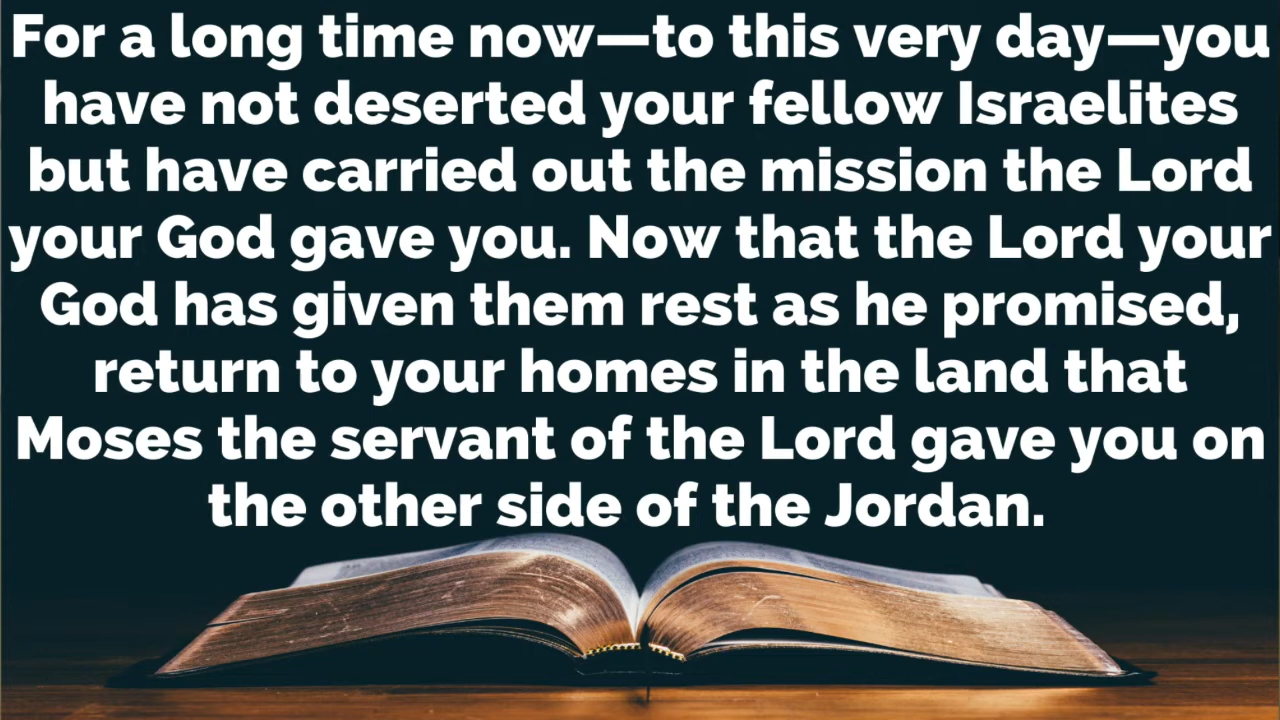 For a long time now—to this very day—you
have not deserted your fellow Israelites
but have carried out the mission the Lord
your God gave you. Now that the Lord your
God has given them rest as he promised,
return to your homes in the land that
Moses the servant of the Lord gave you on
the other side of the Jordan.